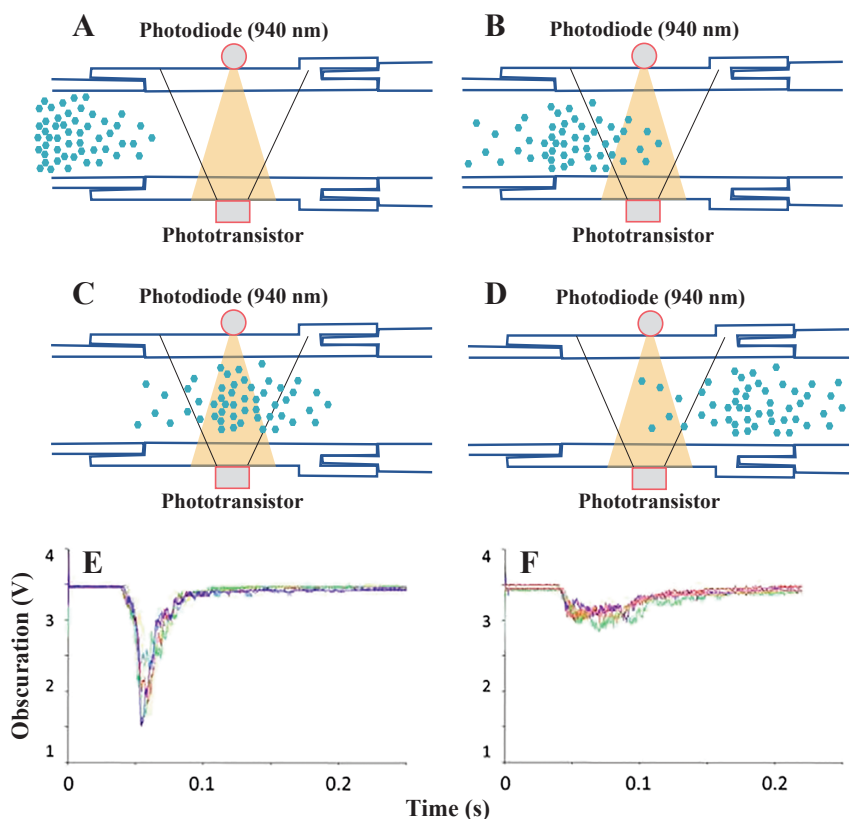 A
Photodiode (940 nm)
Phototransistor
B
Photodiode (940 nm)
Phototransistor
C
Photodiode (940 nm)
Phototransistor
D
Photodiode (940 nm)
Phototransistor
E
Obscuration (V)
4
3
2
1
0
0.1
0.2
F
4
3
2
1
0
0.1
0.2
Time (s)